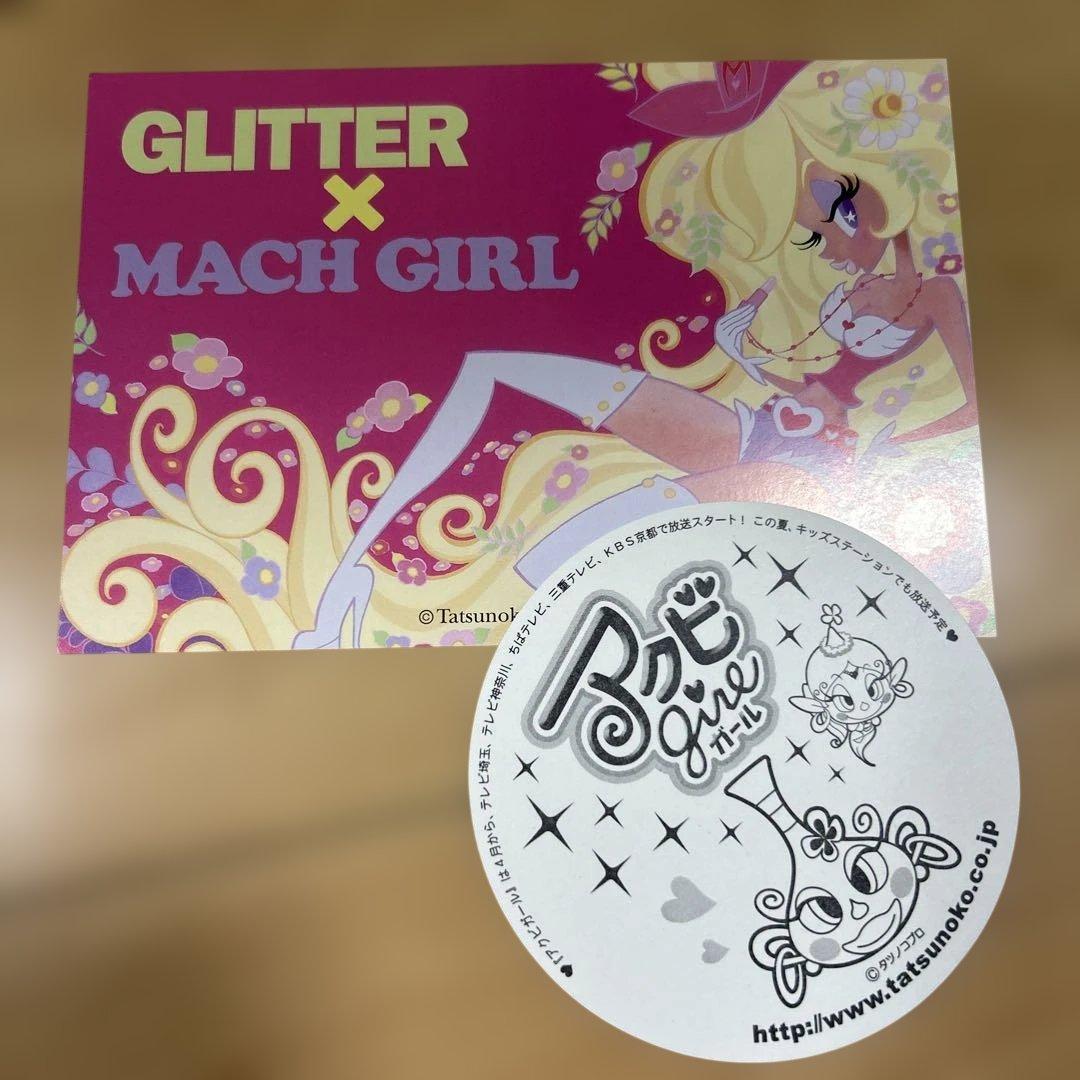 M
GLITTER
×
MACH GIRL
© Tatsunok
♥『アクビガール』は4月から、テレビ埼玉、テレビ神奈川、ちばテレビ、三重テレビ、KBS京都で放送スタート！ この夏、キッズステーションでも放送予定♥
アクビ
girl
ガール
©タツノコプロ
http://www.tatsunoko.co.jp